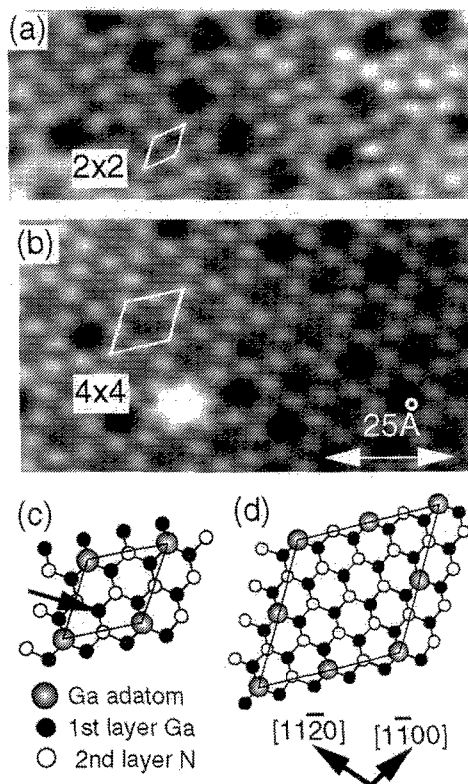 (a)
2x2
(b)
4x4
25Å
(c)
(d)
Ga adatom
1st layer Ga
2nd layer N
[112̄0]
[11̄00]